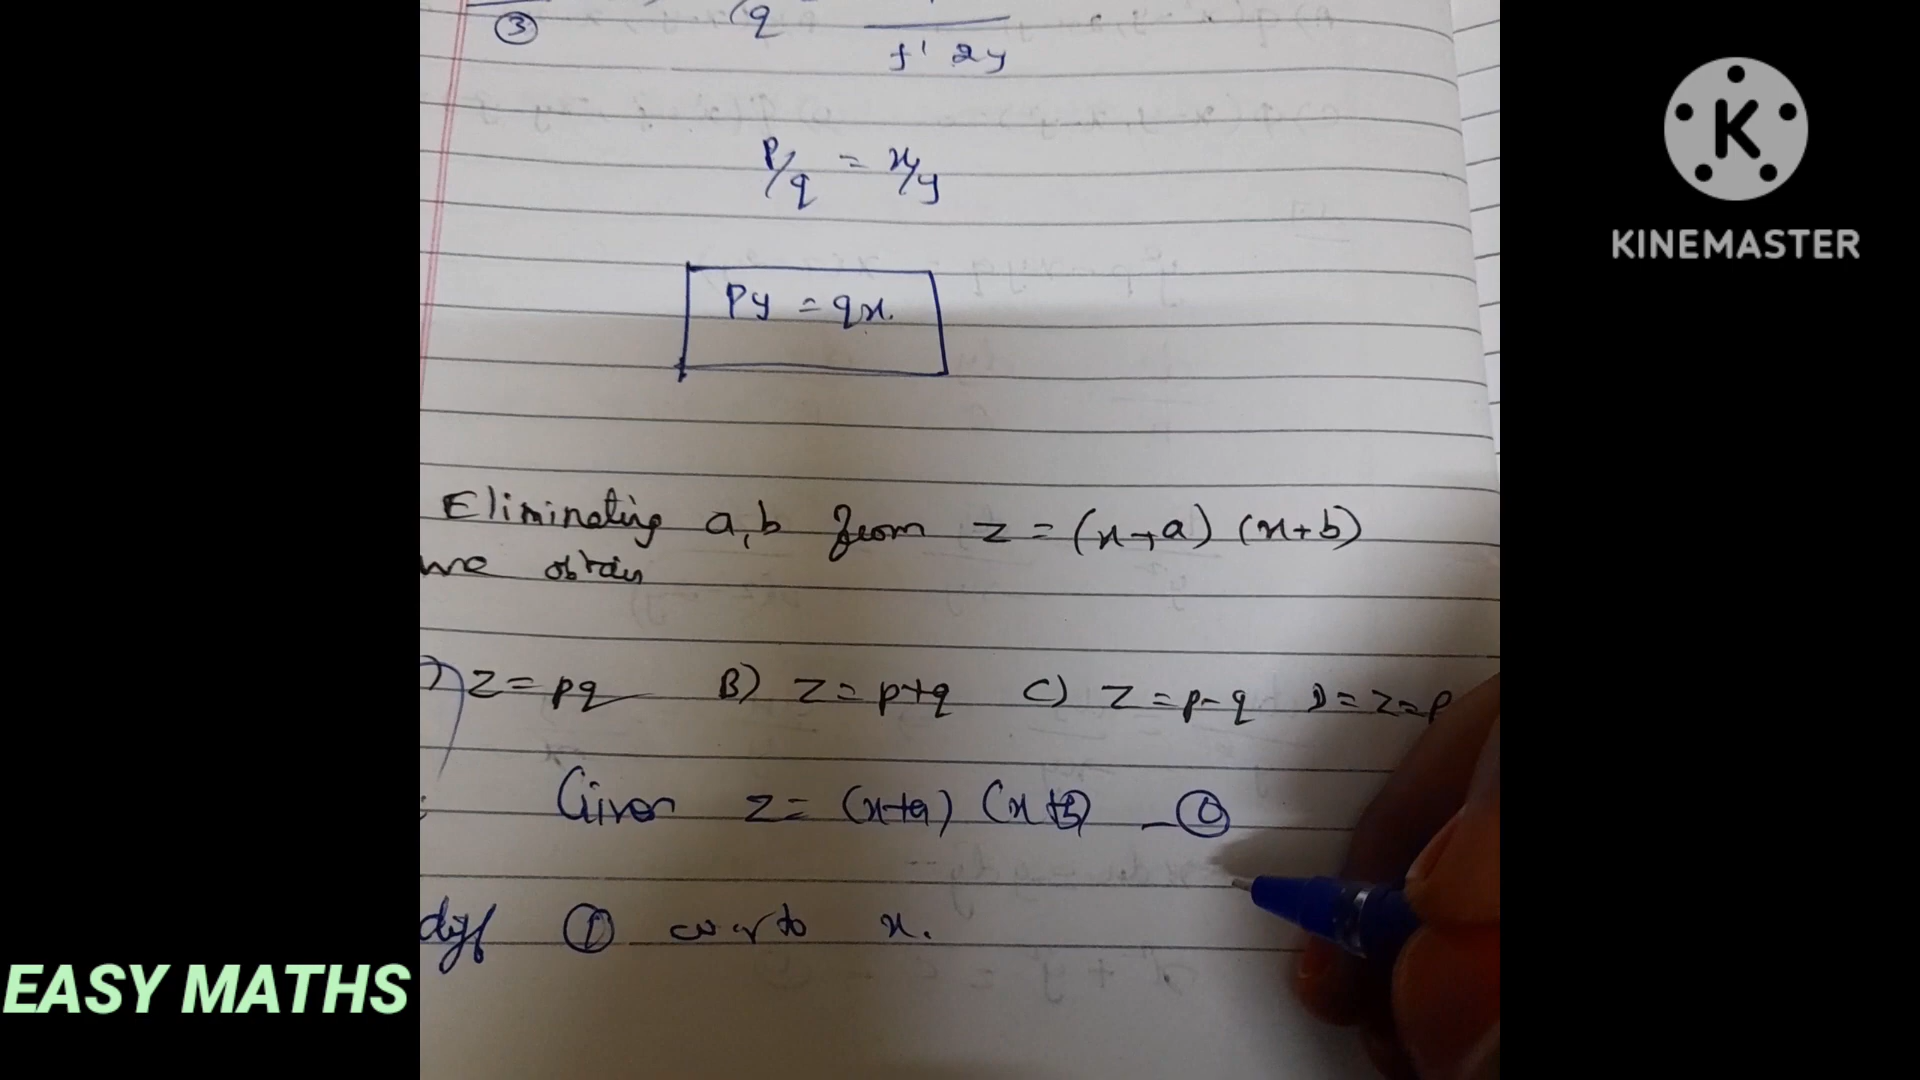 ③ (q f' 2y
P/q = x/y
Py = qx.
Eliminating a,b from z = (x+a) (x+b)
we obtain
) z = pq B) z = p+q C) z = p-q D = z=p
Given z = (x+a) (x+b) - ①
diff ① w.r to x.
KINEMASTER
EASY MATHS